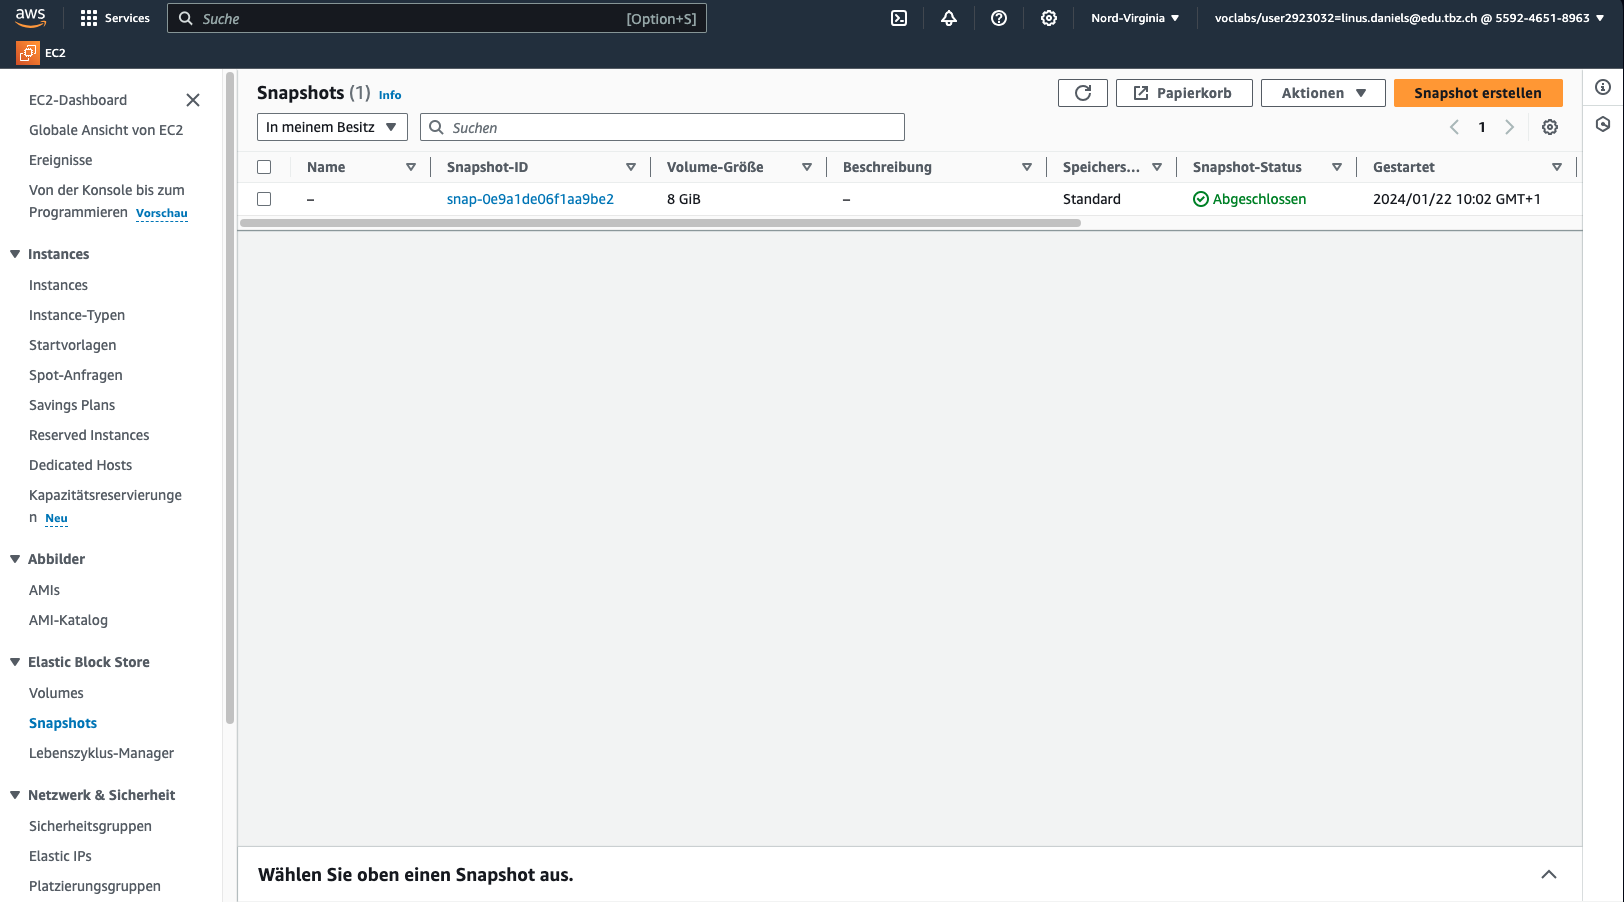 aws
Services
Suche
[Option+S]
Nord-Virginia
voclabs/user2923032=linus.daniels@edu.tbz.ch @ 5592-4651-8963
EC2
EC2-Dashboard
Globale Ansicht von EC2
Ereignisse
Von der Konsole bis zum
Programmieren Vorschau
Instances
Instances
Instance-Typen
Startvorlagen
Spot-Anfragen
Savings Plans
Reserved Instances
Dedicated Hosts
Kapazitätsreservierunge
n Neu
Abbilder
AMIs
AMI-Katalog
Elastic Block Store
Volumes
Snapshots
Lebenszyklus-Manager
Netzwerk & Sicherheit
Sicherheitsgruppen
Elastic IPs
Platzierungsgruppen
Snapshots (1) Info
Papierkorb
Aktionen
Snapshot erstellen
In meinem Besitz
Suchen
1
Name Snapshot-ID Volume-Größe Beschreibung Speichers... Snapshot-Status Gestartet
– snap-0e9a1de06f1aa9be2 8 GiB – Standard Abgeschlossen 2024/01/22 10:02 GMT+1
Wählen Sie oben einen Snapshot aus.